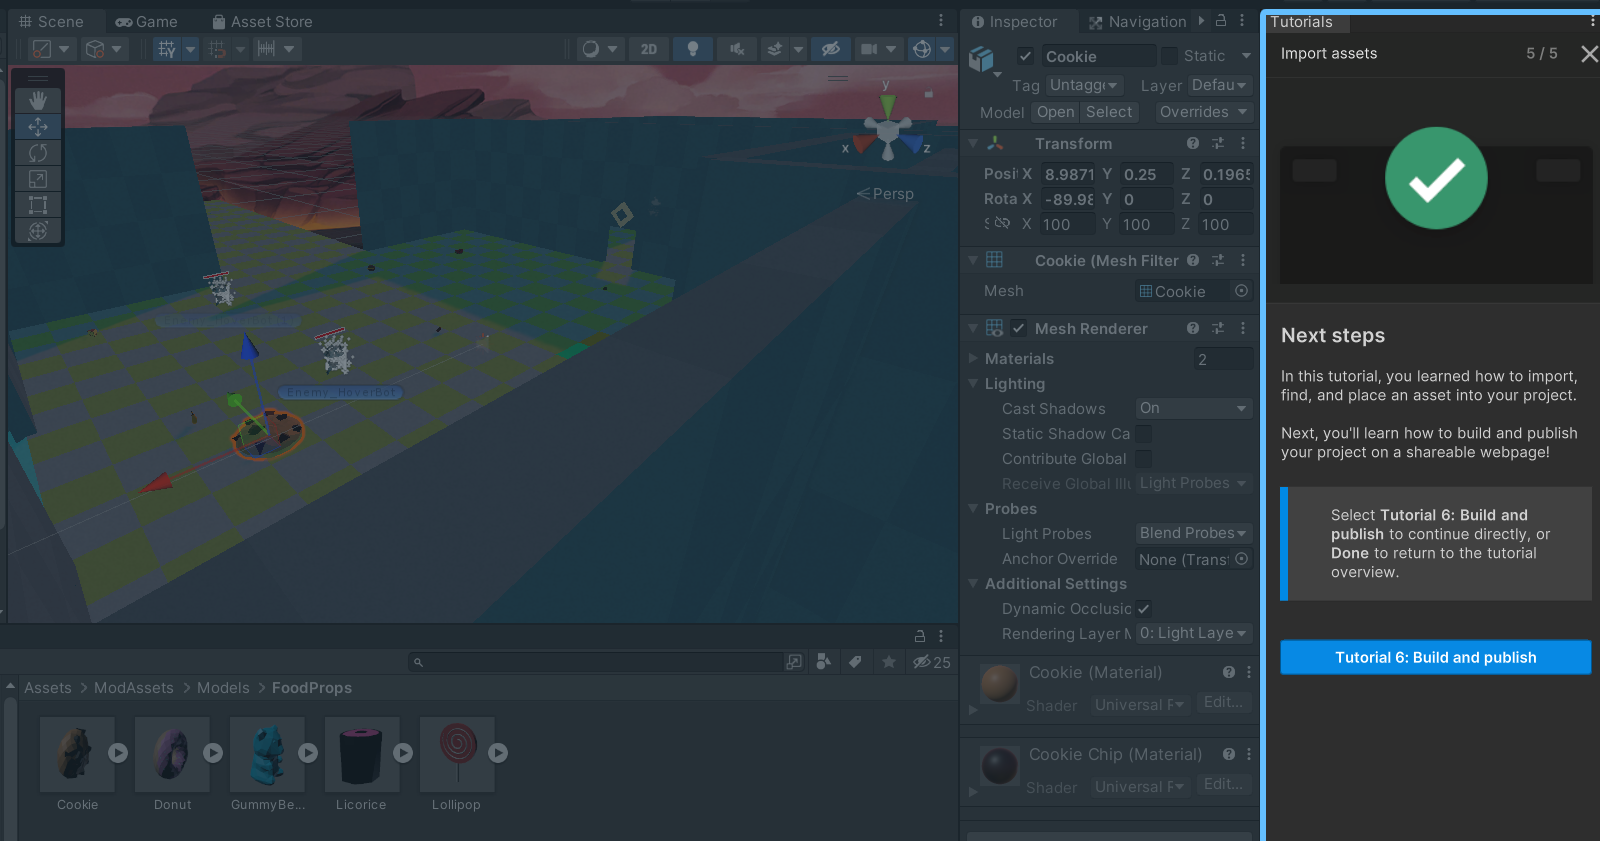 Scene
Game
Asset Store
2D
y
x
z
Persp
Enemy_HoverBot
25
Assets > ModAssets > Models > FoodProps
Cookie
Donut
GummyBe...
Licorice
Lollipop
Inspector
Navigation
Cookie
Static
Tag Untagge
Layer Defau
Model Open Select Overrides
Transform
Posi X 8.9871 Y 0.25 Z 0.1965
Rota X -89.98 Y 0 Z 0
X 100 Y 100 Z 100
Cookie (Mesh Filter
Mesh Cookie
Mesh Renderer
Materials 2
Lighting
Cast Shadows On
Static Shadow Ca
Contribute Global
Receive Global Illu Light Probes
Probes
Light Probes Blend Probes
Anchor Override None (Trans
Additional Settings
Dynamic Occlusio
Rendering Layer M 0: Light Laye
Cookie (Material)
Shader Universal R Edit...
Cookie Chip (Material)
Shader Universal R Edit...
Tutorials
Import assets 5 / 5
Next steps
In this tutorial, you learned how to import,
find, and place an asset into your project.
Next, you'll learn how to build and publish
your project on a shareable webpage!
Select Tutorial 6: Build and
publish to continue directly, or
Done to return to the tutorial
overview.
Tutorial 6: Build and publish